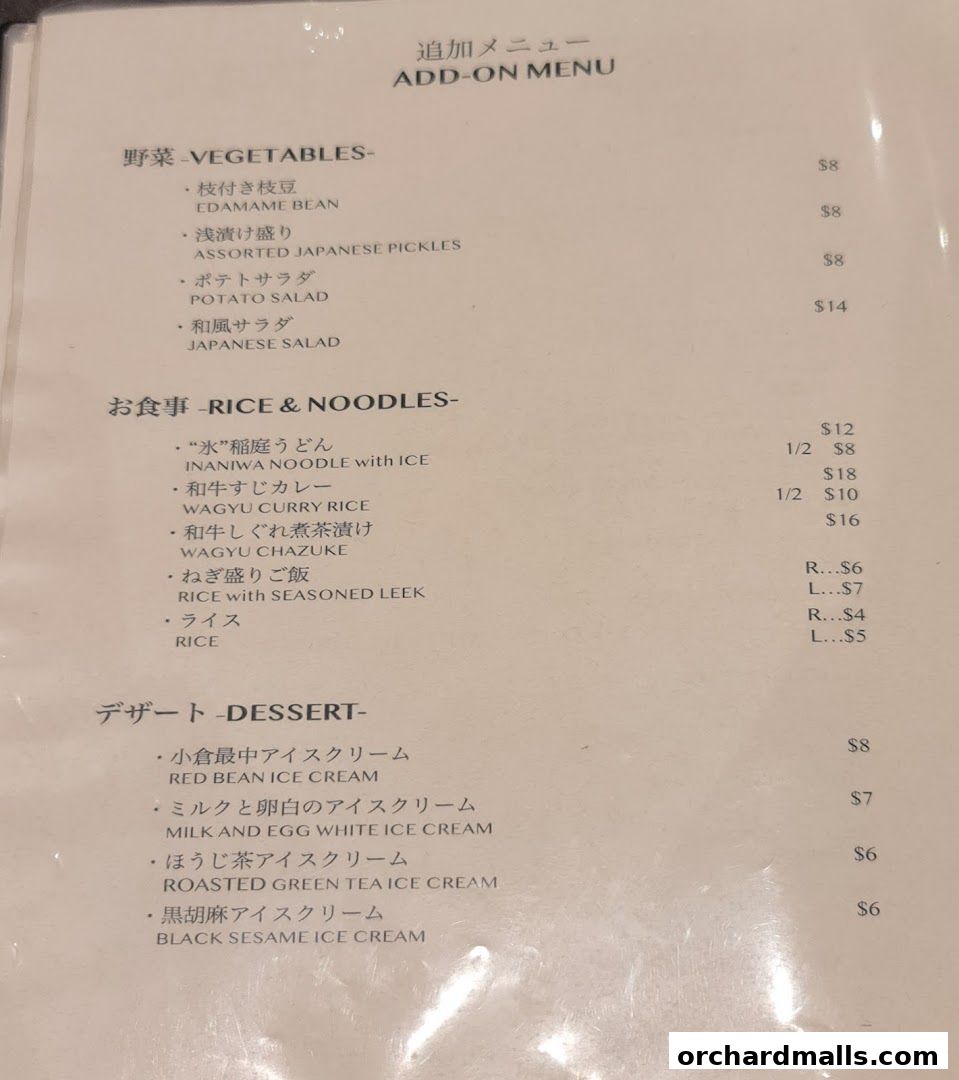 追加メニュー
ADD-ON MENU
野菜 -VEGETABLES-
・枝付き枝豆 $8
EDAMAME BEAN
・浅漬け盛り $8
ASSORTED JAPANESE PICKLES
・ポテトサラダ $8
POTATO SALAD
・和風サラダ $14
JAPANESE SALAD
お食事 -RICE & NOODLES-
・“氷”稲庭うどん $12
INANIWA NOODLE with ICE 1/2 $8
・和牛すじカレー $18
WAGYU CURRY RICE 1/2 $10
・和牛しぐれ煮茶漬け $16
WAGYU CHAZUKE
・ねぎ盛りご飯 R...$6
RICE with SEASONED LEEK L...$7
・ライス R...$4
RICE L...$5
デザート -DESSERT-
・小倉最中アイスクリーム $8
RED BEAN ICE CREAM
・ミルクと卵白のアイスクリーム $7
MILK AND EGG WHITE ICE CREAM
・ほうじ茶アイスクリーム $6
ROASTED GREEN TEA ICE CREAM
・黒胡麻アイスクリーム $6
BLACK SESAME ICE CREAM
orchardmalls.com